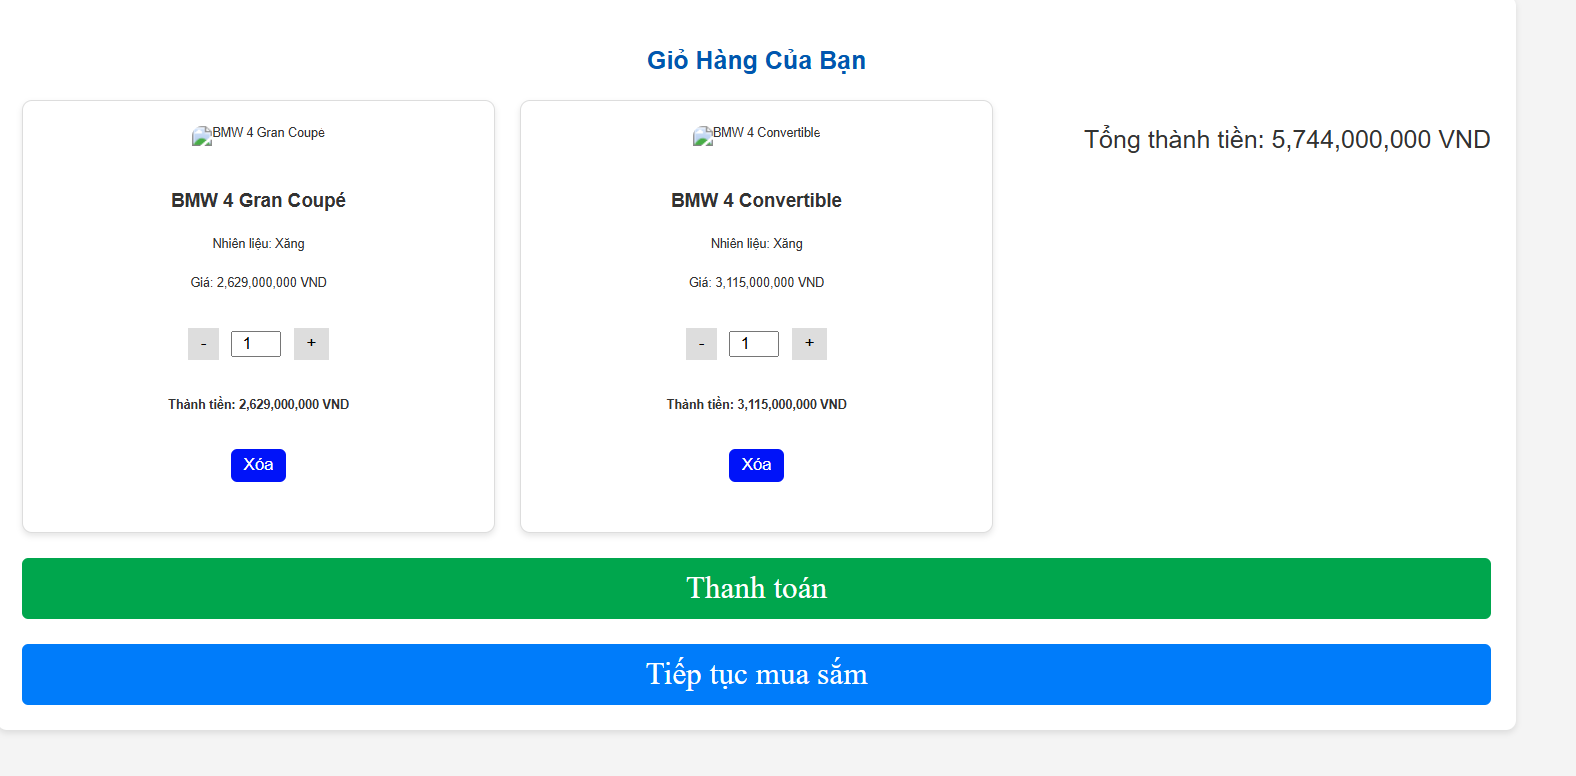 Giỏ Hàng Của Bạn
BMW 4 Gran Coupé
BMW 4 Gran Coupé
Nhiên liệu: Xăng
Giá: 2,629,000,000 VND
- 1 +
Thành tiền: 2,629,000,000 VND
Xóa
BMW 4 Convertible
BMW 4 Convertible
Nhiên liệu: Xăng
Giá: 3,115,000,000 VND
- 1 +
Thành tiền: 3,115,000,000 VND
Xóa
Tổng thành tiền: 5,744,000,000 VND
Thanh toán
Tiếp tục mua sắm